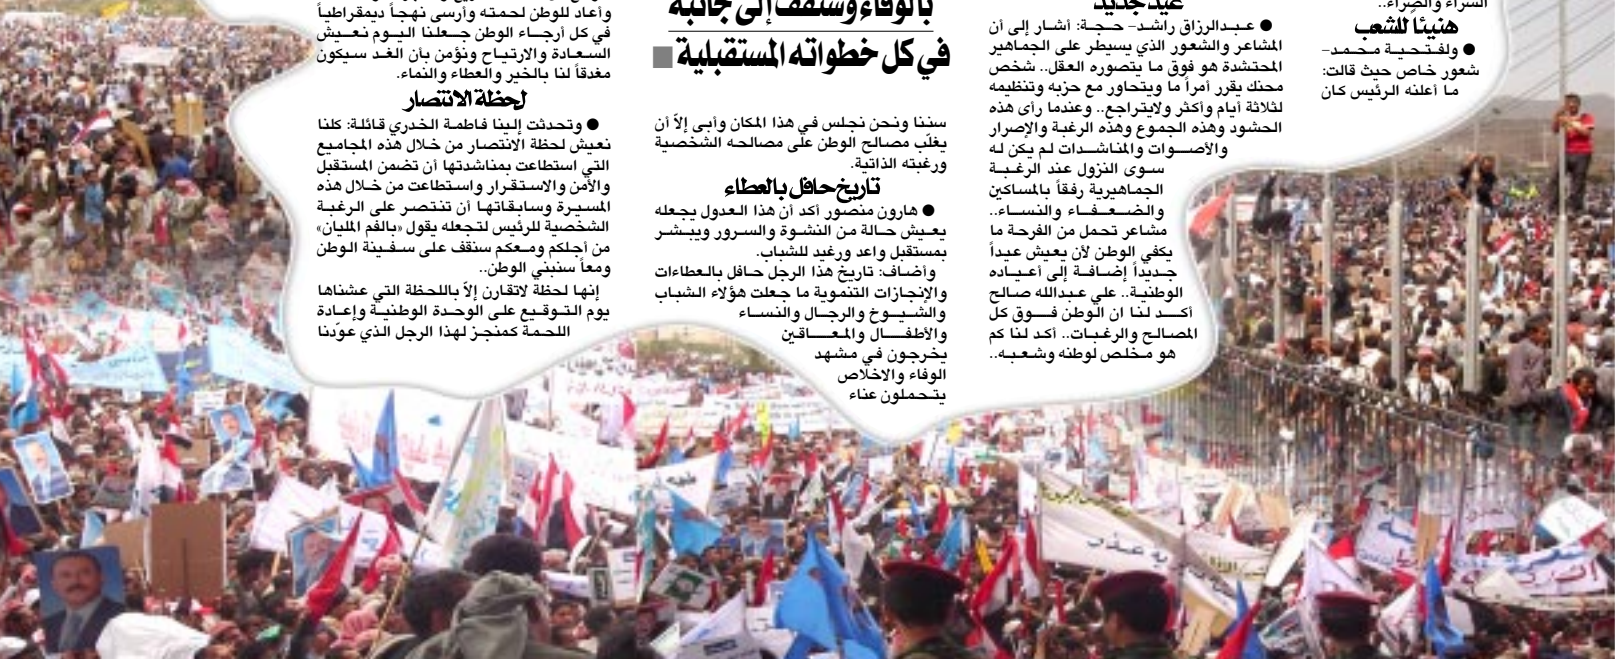 السراء والضراء..
هنيئاً للشعب
● ولفتحية محمد-
شعور خاص حيث قالت:
ما أعلنه الرئيس كان
عيد جديد
● عبدالرزاق راشد- حجة: أشار إلى أن
المشاعر والشعور الذي يسيطر على الجماهير
المحتشدة هو فوق ما يتصوره العقل.. شخص
محنك يقرر أمراً ما ويتحاور مع حزبه وتنظيمه
لثلاثة أيام وأكثر ولايتراجع.. وعندما رأى هذه
الحشود وهذه الجموع وهذه الرغبة والإصرار
والأصوات والمناشدات لم يكن له
سوى النزول عند الرغبة
الجماهيرية رفقاً بالمساكين
والضعفاء والنساء..
مشاعر تحمل من الفرحة ما
يكفي الوطن لأن يعيش عيداً
جديداً إضافة إلى أعياده
الوطنية.. علي عبدالله صالح
أكد لنا ان الوطن فوق كل
المصالح والرغبات.. أكد لنا كم
هو مخلص لوطنه وشعبه..
بالوفاء وسنقف إلى جانبه
في كل خطواته المستقبلية
سننا ونحن نجلس في هذا المكان وأبى إلاّ أن
يغلّب مصالح الوطن على مصالحه الشخصية
ورغبته الذاتية.
تاريخ حافل بالعطاء
● هارون منصور أكد أن هذا العدول يجعله
يعيش حالة من النشوة والسرور ويبشر
بمستقبل واعد ورغيد للشباب.
وأضاف: تاريخ هذا الرجل حافل بالعطاءات
والإنجازات التنموية ما جعلت هؤلاء الشباب
والشيوخ والرجال والنساء
والأطفال والمعاقين
يخرجون في مشهد
الوفاء والاخلاص
يتحملون عناء
وأعاد للوطن لحمته وأرسى نهجاً ديمقراطياً
في كل أرجاء الوطن جعلنا اليوم نعيش
السعادة والارتياح ونؤمن بأن الغد سيكون
مغدقاً لنا بالخير والعطاء والنماء.
لحظة الانتصار
● وتحدثت إلينا فاطمة الخدري قائلة: كلنا
نعيش لحظة الانتصار من خلال هذه المجاميع
التي استطاعت بمناشدتها أن تضمن المستقبل
والأمن والاستقرار واستطاعت من خلال هذه
المسيرة وسابقاتها أن تنتصر على الرغبة
الشخصية للرئيس لتجعله يقول «بالفم المليان»
من أجلكم ومعكم سنقف على سفينة الوطن
ومعاً سنبني الوطن..
إنها لحظة لاتقارن إلاّ باللحظة التي عشناها
يوم التوقيع على الوحدة الوطنية وإعادة
اللحمة كمنجز لهذا الرجل الذي عوّدنا